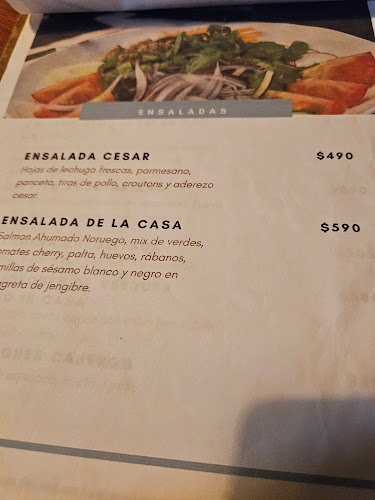 ENSALADAS
ENSALADA CESAR $490
Hojas de lechuga frescas, parmesano,
panceta, tiras de pollo, croutons y aderezo
cesar.
ENSALADA DE LA CASA $590
Salmon Ahumado Noruego, mix de verdes,
mates cherry, palta, huevos, rábanos,
millas de sésamo blanco y negro en
agreta de jengibre.